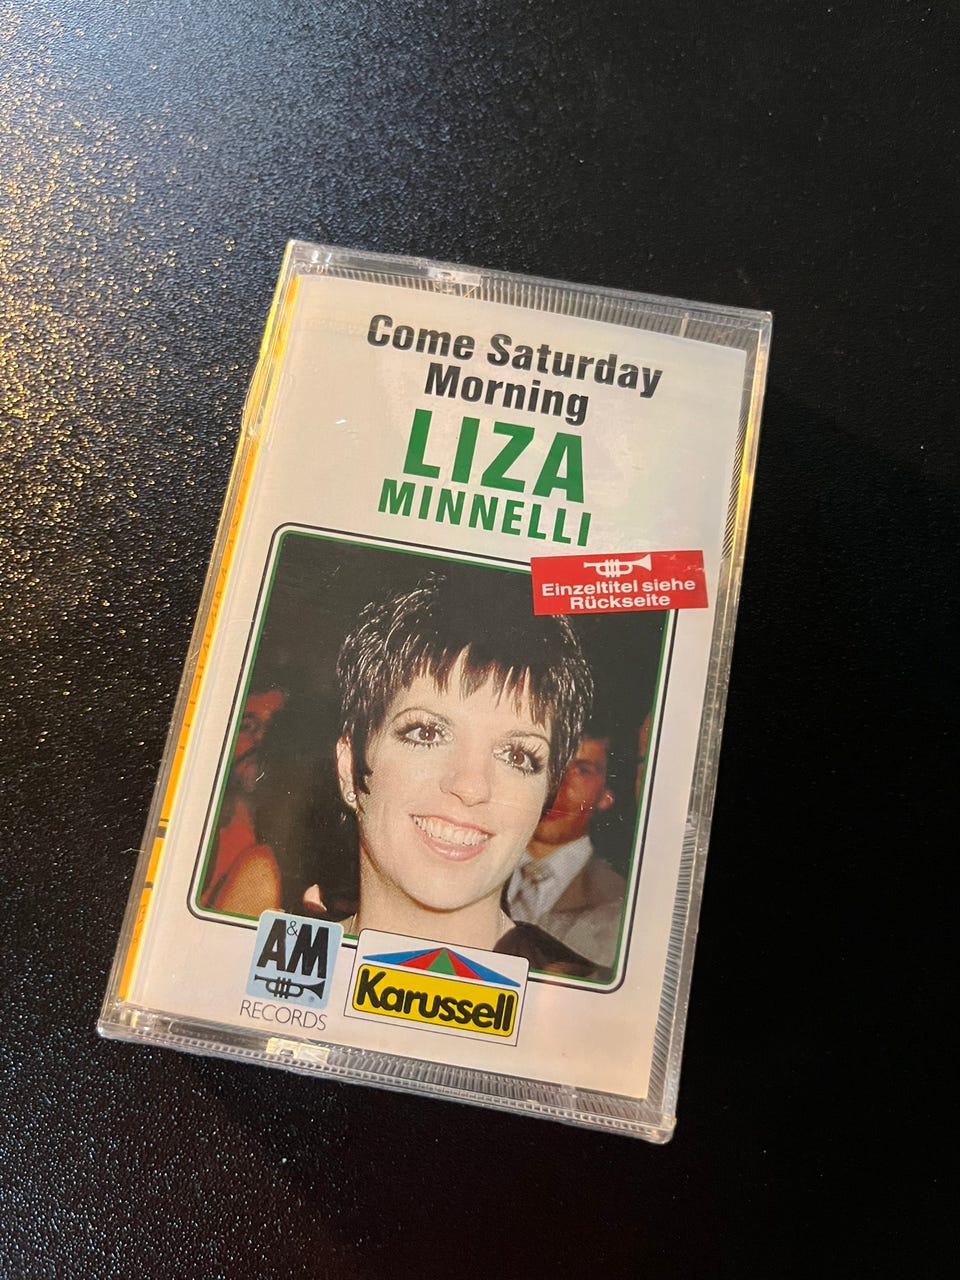 Come Saturday
Morning
LIZA
MINNELLI
Einzeltitel siehe
Rückseite
A&M
®
RECORDS
Karussell